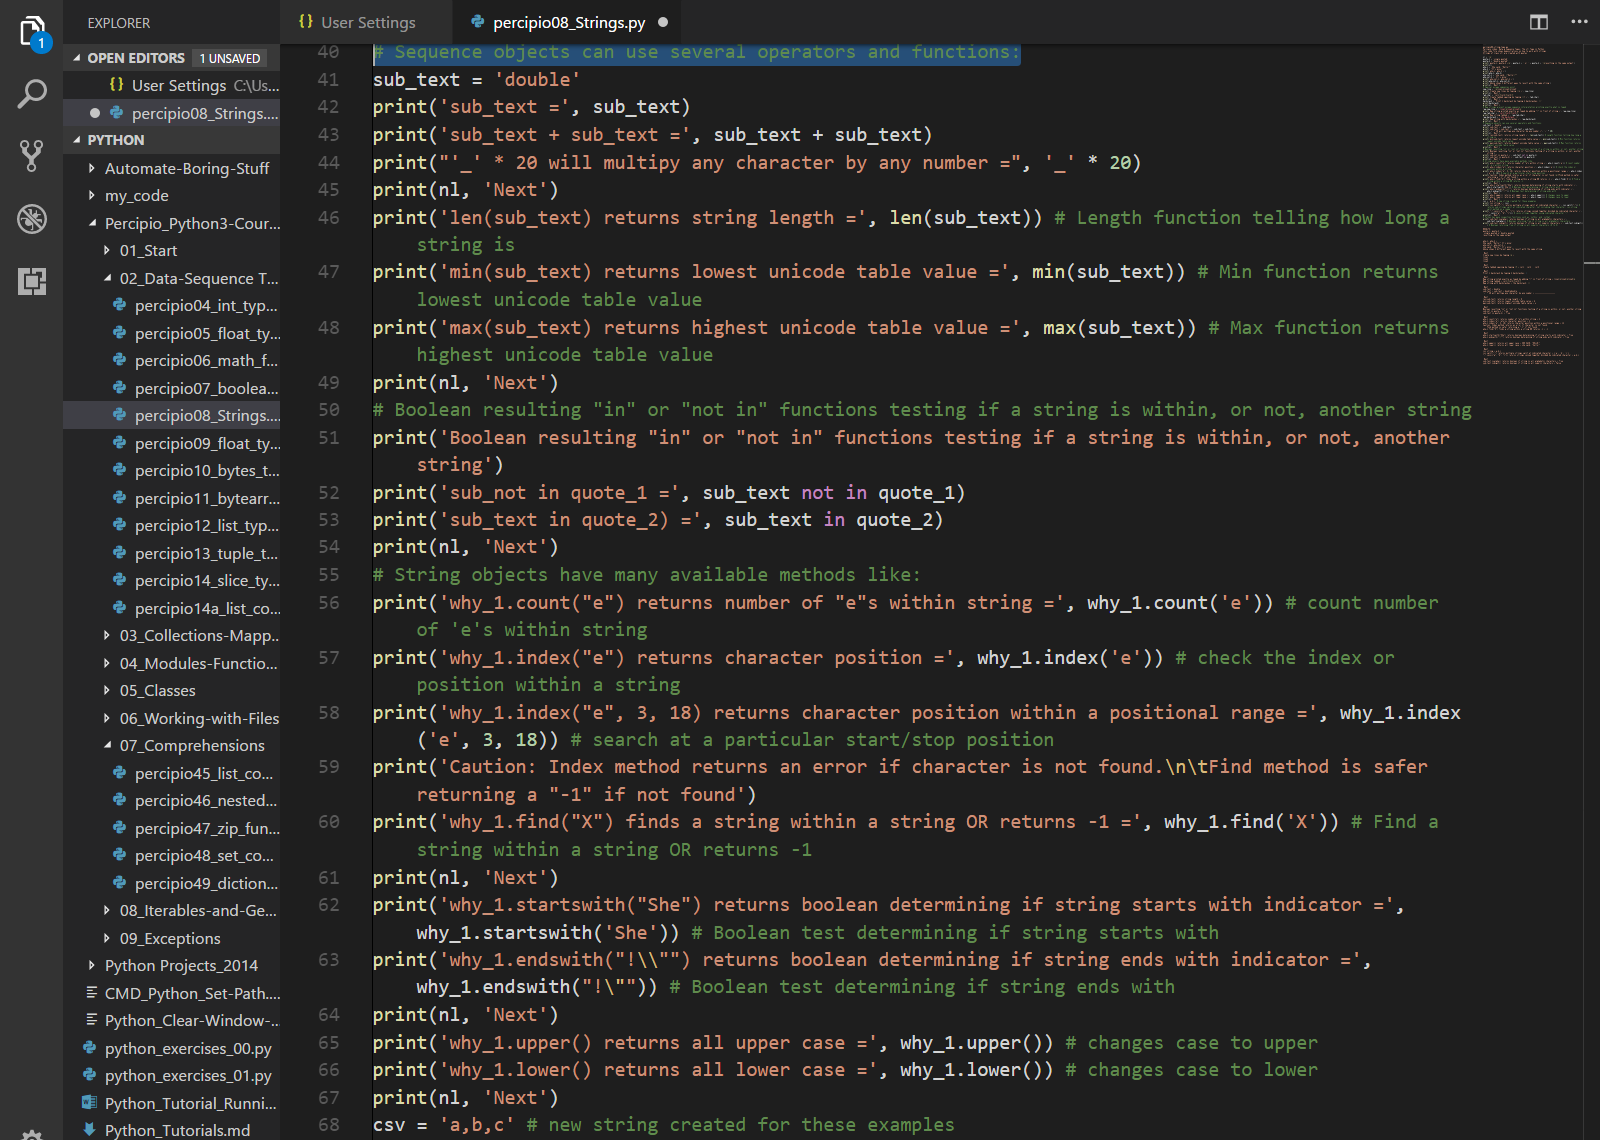 EXPLORER
OPEN EDITORS 1 UNSAVED
{} User Settings C:\Us...
percipio08_Strings....
PYTHON
Automate-Boring-Stuff
my_code
Percipio_Python3-Cour...
01_Start
02_Data-Sequence T...
percipio04_int_typ...
percipio05_float_ty...
percipio06_math_f...
percipio07_boolea...
percipio08_Strings....
percipio09_float_ty...
percipio10_bytes_t...
percipio11_bytearr...
percipio12_list_typ...
percipio13_tuple_t...
percipio14_slice_ty...
percipio14a_list_co...
03_Collections-Mapp...
04_Modules-Functio...
05_Classes
06_Working-with-Files
07_Comprehensions
percipio45_list_co...
percipio46_nested...
percipio47_zip_fun...
percipio48_set_co...
percipio49_diction...
08_Iterables-and-Ge...
09_Exceptions
Python Projects_2014
CMD_Python_Set-Path....
Python_Clear-Window-...
python_exercises_00.py
python_exercises_01.py
Python_Tutorial_Runni...
Python_Tutorials.md
1
{} User Settings
percipio08_Strings.py
40 # Sequence objects can use several operators and functions:
41 sub_text = 'double'
42 print('sub_text =', sub_text)
43 print('sub_text + sub_text =', sub_text + sub_text)
44 print("'_' * 20 will multipy any character by any number =", '_' * 20)
45 print(nl, 'Next')
46 print('len(sub_text) returns string length =', len(sub_text)) # Length function telling how long a
string is
47 print('min(sub_text) returns lowest unicode table value =', min(sub_text)) # Min function returns
lowest unicode table value
48 print('max(sub_text) returns highest unicode table value =', max(sub_text)) # Max function returns
highest unicode table value
49 print(nl, 'Next')
50 # Boolean resulting "in" or "not in" functions testing if a string is within, or not, another string
51 print('Boolean resulting "in" or "not in" functions testing if a string is within, or not, another
string')
52 print('sub_not in quote_1 =', sub_text not in quote_1)
53 print('sub_text in quote_2) =', sub_text in quote_2)
54 print(nl, 'Next')
55 # String objects have many available methods like:
56 print('why_1.count("e") returns number of "e"s within string =', why_1.count('e')) # count number
of 'e's within string
57 print('why_1.index("e") returns character position =', why_1.index('e')) # check the index or
position within a string
58 print('why_1.index("e", 3, 18) returns character position within a positional range =', why_1.index
('e', 3, 18)) # search at a particular start/stop position
59 print('Caution: Index method returns an error if character is not found.\n\tFind method is safer
returning a "-1" if not found')
60 print('why_1.find("X") finds a string within a string OR returns -1 =', why_1.find('X')) # Find a
string within a string OR returns -1
61 print(nl, 'Next')
62 print('why_1.startswith("She") returns boolean determining if string starts with indicator =',
why_1.startswith('She')) # Boolean test determining if string starts with
63 print('why_1.endswith("!\\"") returns boolean determining if string ends with indicator =',
why_1.endswith("!\"")) # Boolean test determining if string ends with
64 print(nl, 'Next')
65 print('why_1.upper() returns all upper case =', why_1.upper()) # changes case to upper
66 print('why_1.lower() returns all lower case =', why_1.lower()) # changes case to lower
67 print(nl, 'Next')
68 csv = 'a,b,c' # new string created for these examples